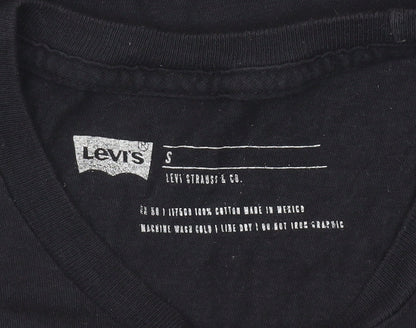 Levi's ®
S
LEVI STRAUSS & CO.
100% COTTON MADE IN MEXICO
MACHINE WASH COLD | LINE DRY | DO NOT IRON GRAPHIC